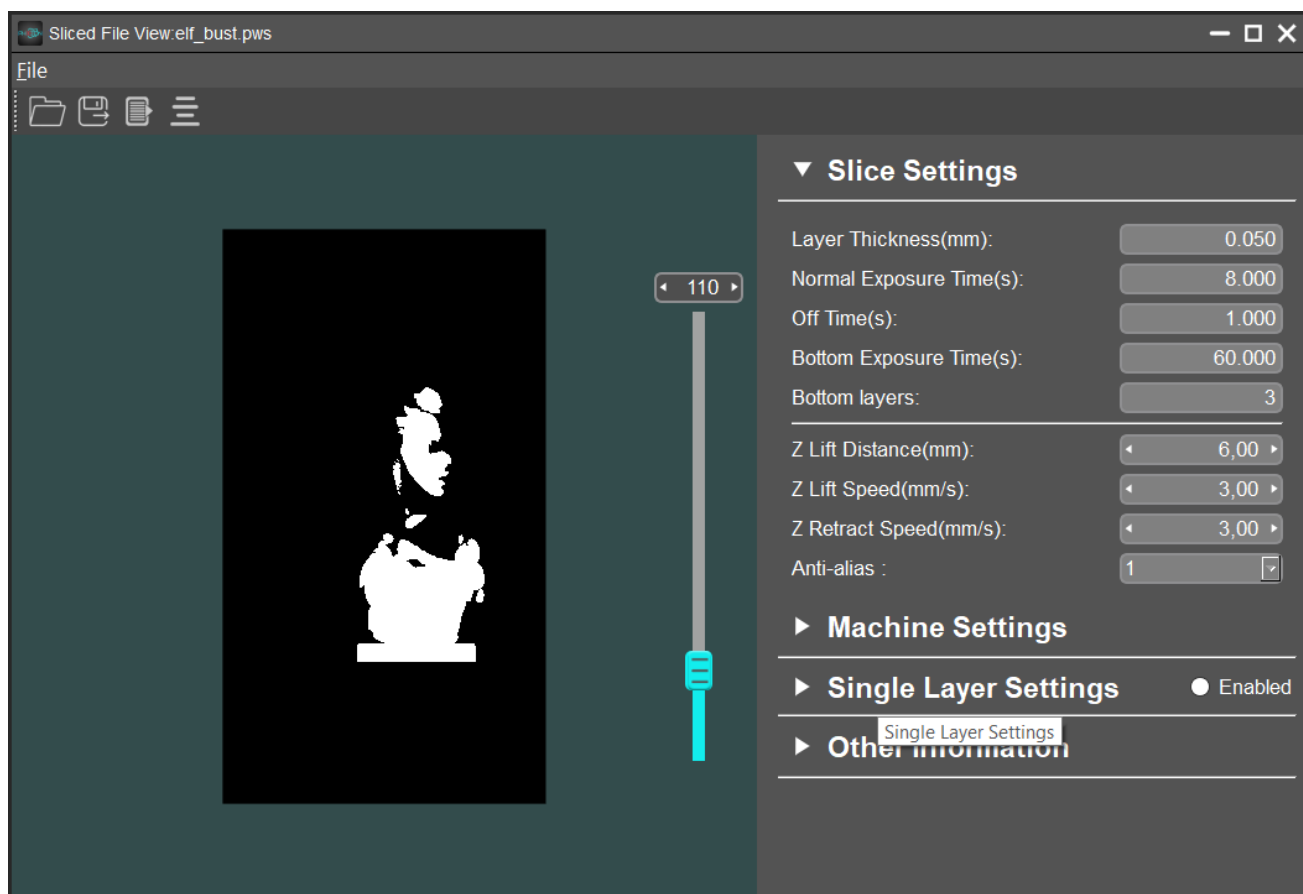 Sliced File View:elf_bust.pws
File
110
Slice Settings
Layer Thickness(mm): 0.050
Normal Exposure Time(s): 8.000
Off Time(s): 1.000
Bottom Exposure Time(s): 60.000
Bottom layers: 3
Z Lift Distance(mm): 6,00
Z Lift Speed(mm/s): 3,00
Z Retract Speed(mm/s): 3,00
Anti-alias : 1
Machine Settings
Single Layer Settings Enabled
Single Layer Settings
Other Information